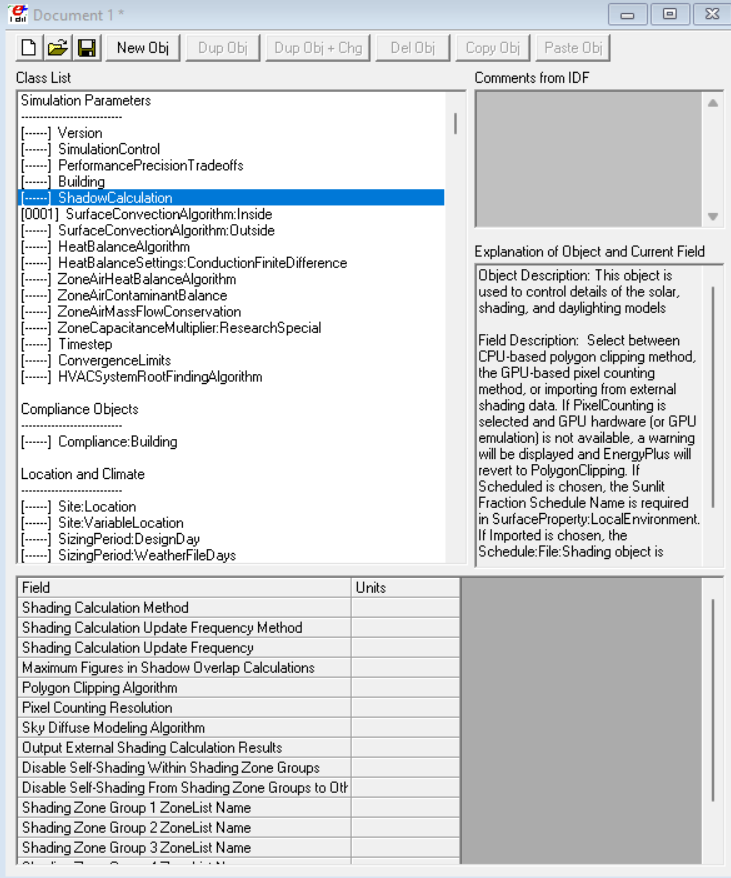 Document 1 *
New Obj Dup Obj Dup Obj + Chg Del Obj Copy Obj Paste Obj
Class List
Simulation Parameters
-------------------------
[------] Version
[------] SimulationControl
[------] PerformancePrecisionTradeoffs
[------] Building
[------] ShadowCalculation
[0001] SurfaceConvectionAlgorithm:Inside
[------] SurfaceConvectionAlgorithm:Outside
[------] HeatBalanceAlgorithm
[------] HeatBalanceSettings:ConductionFiniteDifference
[------] ZoneAirHeatBalanceAlgorithm
[------] ZoneAirContaminantBalance
[------] ZoneAirMassFlowConservation
[------] ZoneCapacitanceMultiplier:ResearchSpecial
[------] Timestep
[------] ConvergenceLimits
[------] HVACSystemRootFindingAlgorithm
Compliance Objects
-------------------------
[------] Compliance:Building
Location and Climate
-------------------------
[------] Site:Location
[------] Site:VariableLocation
[------] SizingPeriod:DesignDay
[------] SizingPeriod:WeatherFileDays
Comments from IDF
Explanation of Object and Current Field
Object Description: This object is
used to control details of the solar,
shading, and daylighting models
Field Description: Select between
CPU-based polygon clipping method,
the GPU-based pixel counting
method, or importing from external
shading data. If PixelCounting is
selected and GPU hardware (or GPU
emulation) is not available, a warning
will be displayed and EnergyPlus will
revert to PolygonClipping. If
Scheduled is chosen, the Sunlit
Fraction Schedule Name is required
in SurfaceProperty:LocalEnvironment.
If Imported is chosen, the
Schedule:File:Shading object is
Field Units
Shading Calculation Method
Shading Calculation Update Frequency Method
Shading Calculation Update Frequency
Maximum Figures in Shadow Overlap Calculations
Polygon Clipping Algorithm
Pixel Counting Resolution
Sky Diffuse Modeling Algorithm
Output External Shading Calculation Results
Disable Self-Shading Within Shading Zone Groups
Disable Self-Shading From Shading Zone Groups to Oth
Shading Zone Group 1 ZoneList Name
Shading Zone Group 2 ZoneList Name
Shading Zone Group 3 ZoneList Name